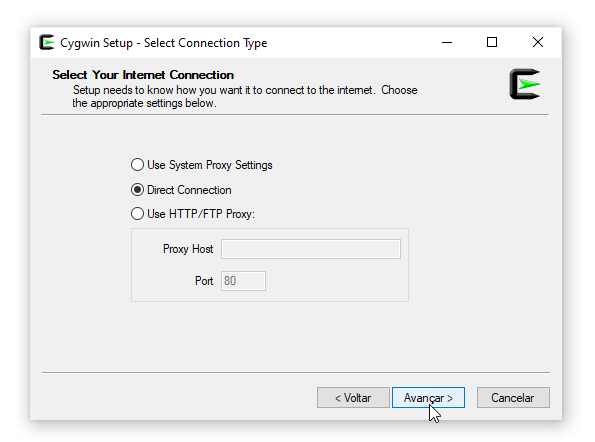 Cygwin Setup - Select Connection Type
Select Your Internet Connection
Setup needs to know how you want it to connect to the internet. Choose
the appropriate settings below.
Use System Proxy Settings
Direct Connection
Use HTTP/FTP Proxy:
Proxy Host
Port 80
< Voltar Avançar > Cancelar